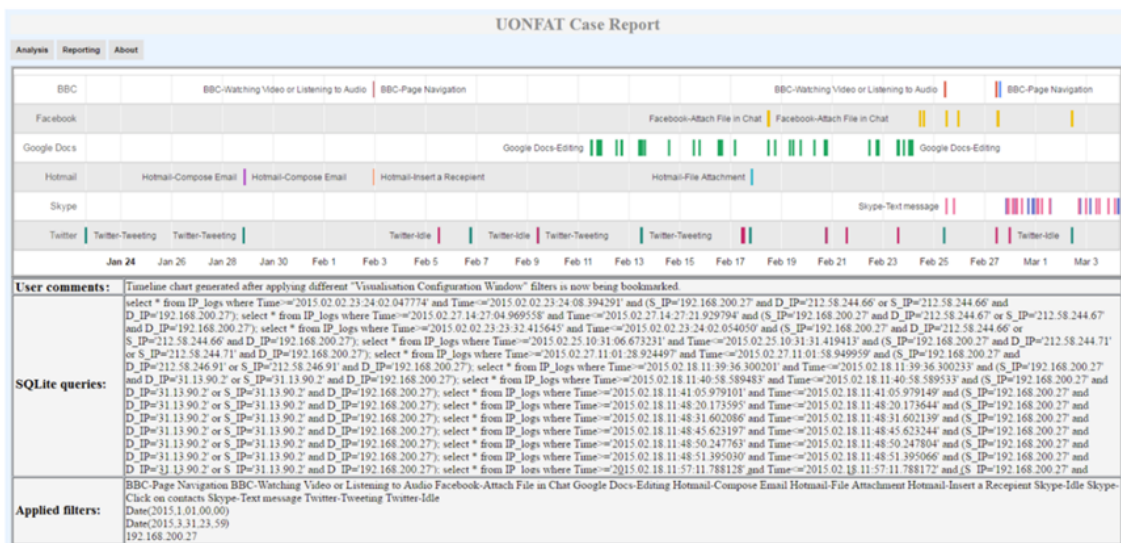 UONFAT Case Report
Analysis Reporting About
BBC BBC-Watching Video or Listening to Audio BBC-Page Navigation BBC-Watching Video or Listening to Audio BBC-Page Navigation
Facebook Facebook-Attach File in Chat Facebook-Attach File in Chat
Google Docs Google Docs-Editing Google Docs-Editing
Hotmail Hotmail-Compose Email Hotmail-Compose Email Hotmail-Insert a Recepient Hotmail-File Attachment
Skype Skype-Text message
Twitter Twitter-Tweeting Twitter-Tweeting Twitter-Idle Twitter-Idle Twitter-Tweeting Twitter-Tweeting Twitter-Idle
Jan 24 Jan 26 Jan 28 Jan 30 Feb 1 Feb 3 Feb 5 Feb 7 Feb 9 Feb 11 Feb 13 Feb 15 Feb 17 Feb 19 Feb 21 Feb 23 Feb 25 Feb 27 Mar 1 Mar 3
User comments: Timeline chart generated after applying different "Visualisation Configuration Window" filters is now being bookmarked.
SQLite queries:
select * from IP_logs where Time>='2015.02.02.23:24:02.047774' and Time<='2015.02.02.23:24:08.394291' and (S_IP='192.168.200.27' and D_IP='212.58.244.66' or S_IP='212.58.244.66' and
D_IP='192.168.200.27'); select * from IP_logs where Time>='2015.02.27.14:27:04.969558' and Time<='2015.02.27.14:27:21.929794' and (S_IP='192.168.200.27' and D_IP='212.58.244.67' or S_IP='212.58.244.67'
and D_IP='192.168.200.27'); select * from IP_logs where Time>='2015.02.02.23:23:32.415645' and Time<='2015.02.02.23:24:02.054050' and (S_IP='192.168.200.27' and D_IP='212.58.244.66' or
S_IP='212.58.244.66' and D_IP='192.168.200.27'); select * from IP_logs where Time>='2015.02.25.10:31:06.673231' and Time<='2015.02.25.10:31:31.419413' and (S_IP='192.168.200.27' and D_IP='212.58.244.71'
or S_IP='212.58.244.71' and D_IP='192.168.200.27'); select * from IP_logs where Time>='2015.02.27.11:01:28.924497' and Time<='2015.02.27.11:01:58.949959' and (S_IP='192.168.200.27' and
D_IP='212.58.246.91' or S_IP='212.58.246.91' and D_IP='192.168.200.27'); select * from IP_logs where Time>='2015.02.18.11:39:36.300201' and Time<='2015.02.18.11:39:36.300233' and (S_IP='192.168.200.27'
and D_IP='31.13.90.2' or S_IP='31.13.90.2' and D_IP='192.168.200.27'); select * from IP_logs where Time>='2015.02.18.11:40:58.589483' and Time<='2015.02.18.11:40:58.589533' and (S_IP='192.168.200.27' and
D_IP='31.13.90.2' or S_IP='31.13.90.2' and D_IP='192.168.200.27'); select * from IP_logs where Time>='2015.02.18.11:41:05.979101' and Time<='2015.02.18.11:41:05.979149' and (S_IP='192.168.200.27' and
D_IP='31.13.90.2' or S_IP='31.13.90.2' and D_IP='192.168.200.27'); select * from IP_logs where Time>='2015.02.18.11:48:20.173595' and Time<='2015.02.18.11:48:20.173644' and (S_IP='192.168.200.27' and
D_IP='31.13.90.2' or S_IP='31.13.90.2' and D_IP='192.168.200.27'); select * from IP_logs where Time>='2015.02.18.11:48:31.602086' and Time<='2015.02.18.11:48:31.602139' and (S_IP='192.168.200.27' and
D_IP='31.13.90.2' or S_IP='31.13.90.2' and D_IP='192.168.200.27'); select * from IP_logs where Time>='2015.02.18.11:48:45.623197' and Time<='2015.02.18.11:48:45.623244' and (S_IP='192.168.200.27' and
D_IP='31.13.90.2' or S_IP='31.13.90.2' and D_IP='192.168.200.27'); select * from IP_logs where Time>='2015.02.18.11:48:50.247763' and Time<='2015.02.18.11:48:50.247804' and (S_IP='192.168.200.27' and
D_IP='31.13.90.2' or S_IP='31.13.90.2' and D_IP='192.168.200.27'); select * from IP_logs where Time>='2015.02.18.11:48:51.395030' and Time<='2015.02.18.11:48:51.395066' and (S_IP='192.168.200.27' and
D_IP='31.13.90.2' or S_IP='31.13.90.2' and D_IP='192.168.200.27'); select * from IP_logs where Time>='2015.02.18.11:57:11.788128' and Time<='2015.02.18.11:57:11.788172' and (S_IP='192.168.200.27' and
Applied filters:
BBC-Page Navigation BBC-Watching Video or Listening to Audio Facebook-Attach File in Chat Google Docs-Editing Hotmail-Compose Email Hotmail-File Attachment Hotmail-Insert a Recepient Skype-Idle Skype-
Click on contacts Skype-Text message Twitter-Tweeting Twitter-Idle
Date(2015,1,01,00,00)
Date(2015,3,31,23,59)
192.168.200.27